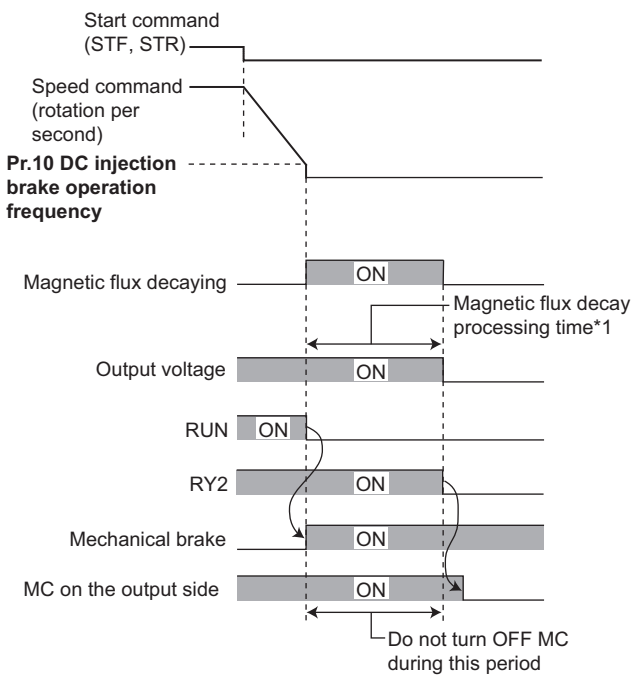 Start command
(STF, STR)
Speed command
(rotation per
second)
Pr.10 DC injection
brake operation
frequency
Magnetic flux decaying
ON
Magnetic flux decay
processing time*1
Output voltage
ON
RUN
ON
RY2
ON
Mechanical brake
ON
MC on the output side
ON
Do not turn OFF MC
during this period